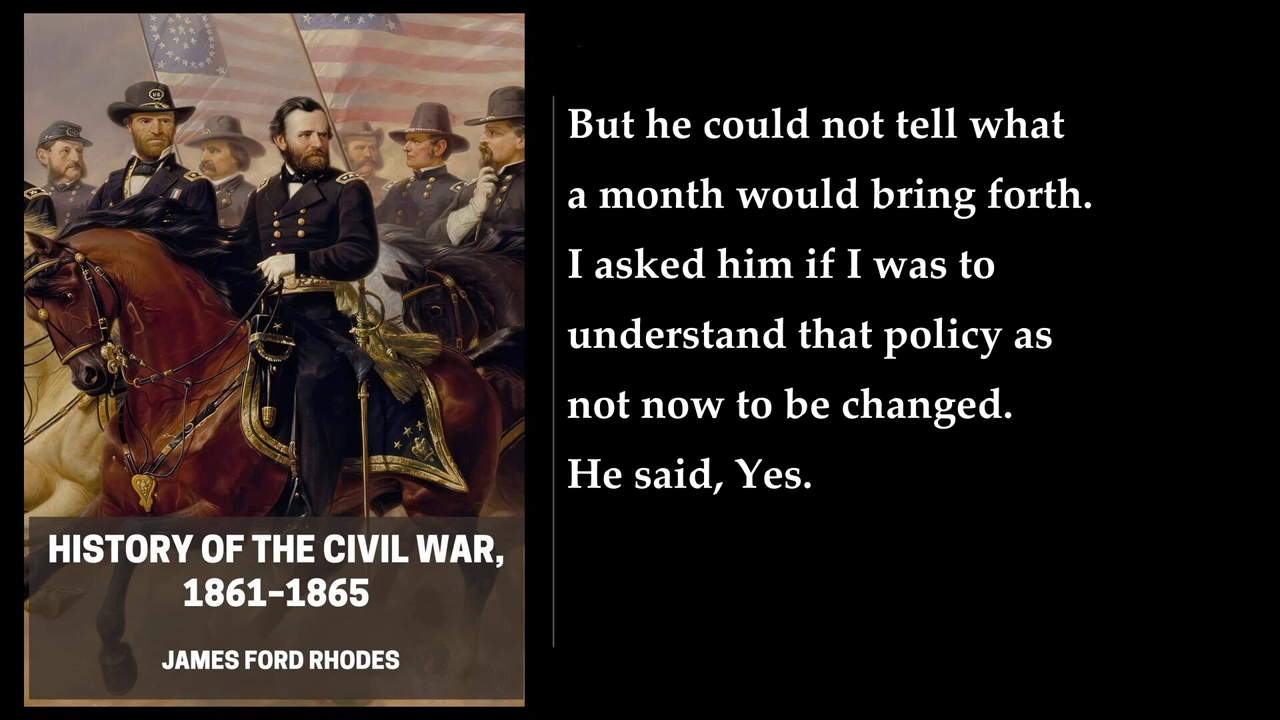 HISTORY OF THE CIVIL WAR,
1861–1865
JAMES FORD RHODES
But he could not tell what
a month would bring forth.
I asked him if I was to
understand that policy as
not now to be changed.
He said, Yes.